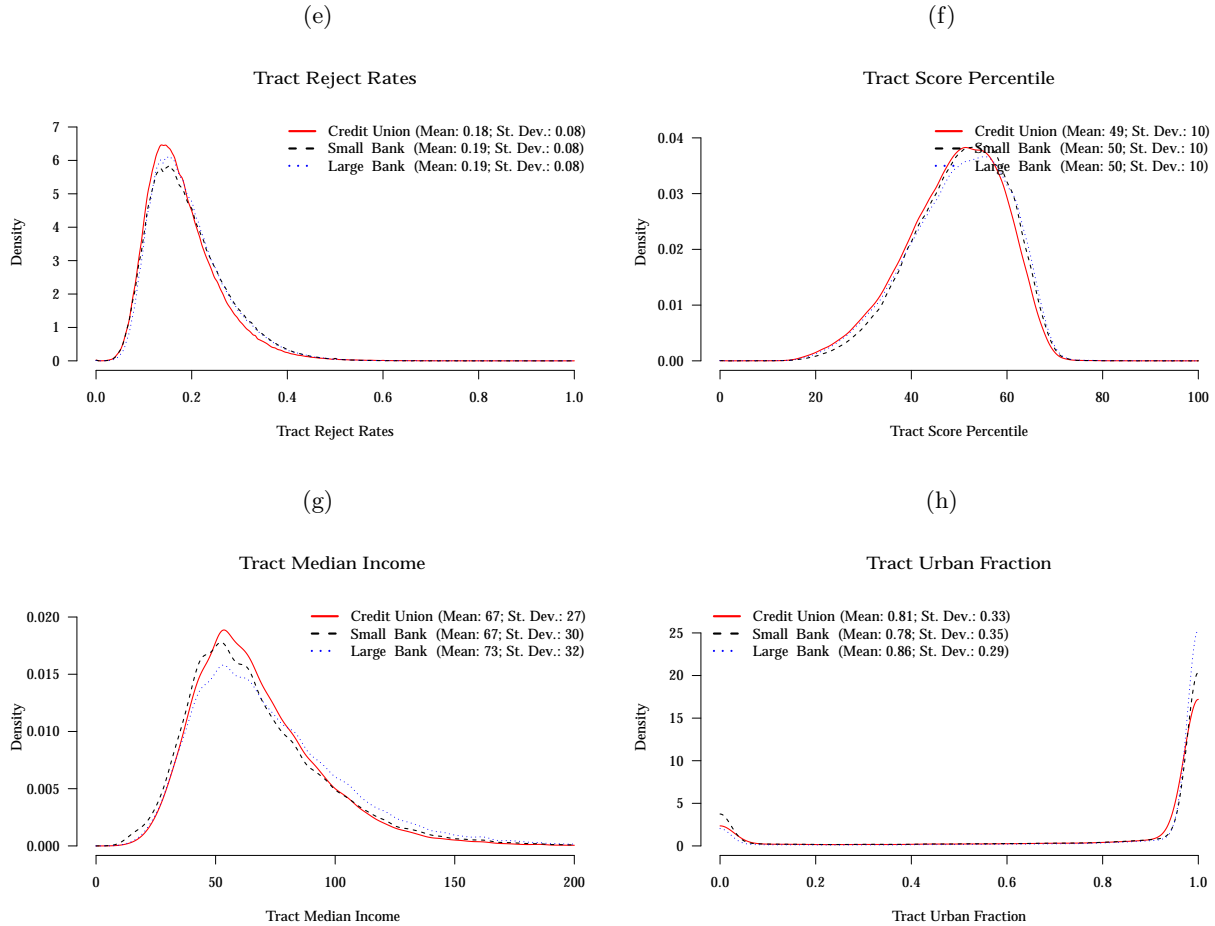 (e)
Tract Reject Rates
Credit Union (Mean: 0.18; St. Dev.: 0.08)
Small Bank (Mean: 0.19; St. Dev.: 0.08)
Large Bank (Mean: 0.19; St. Dev.: 0.08)
Density
7
6
5
4
3
2
1
0
0.0 0.2 0.4 0.6 0.8 1.0
Tract Reject Rates
(f)
Tract Score Percentile
Credit Union (Mean: 49; St. Dev.: 10)
Small Bank (Mean: 50; St. Dev.: 10)
Large Bank (Mean: 50; St. Dev.: 10)
Density
0.04
0.03
0.02
0.01
0.00
0 20 40 60 80 100
Tract Score Percentile
(g)
Tract Median Income
Credit Union (Mean: 67; St. Dev.: 27)
Small Bank (Mean: 67; St. Dev.: 30)
Large Bank (Mean: 73; St. Dev.: 32)
Density
0.020
0.015
0.010
0.005
0.000
0 50 100 150 200
Tract Median Income
(h)
Tract Urban Fraction
Credit Union (Mean: 0.81; St. Dev.: 0.33)
Small Bank (Mean: 0.78; St. Dev.: 0.35)
Large Bank (Mean: 0.86; St. Dev.: 0.29)
Density
25
20
15
10
5
0
0.0 0.2 0.4 0.6 0.8 1.0
Tract Urban Fraction